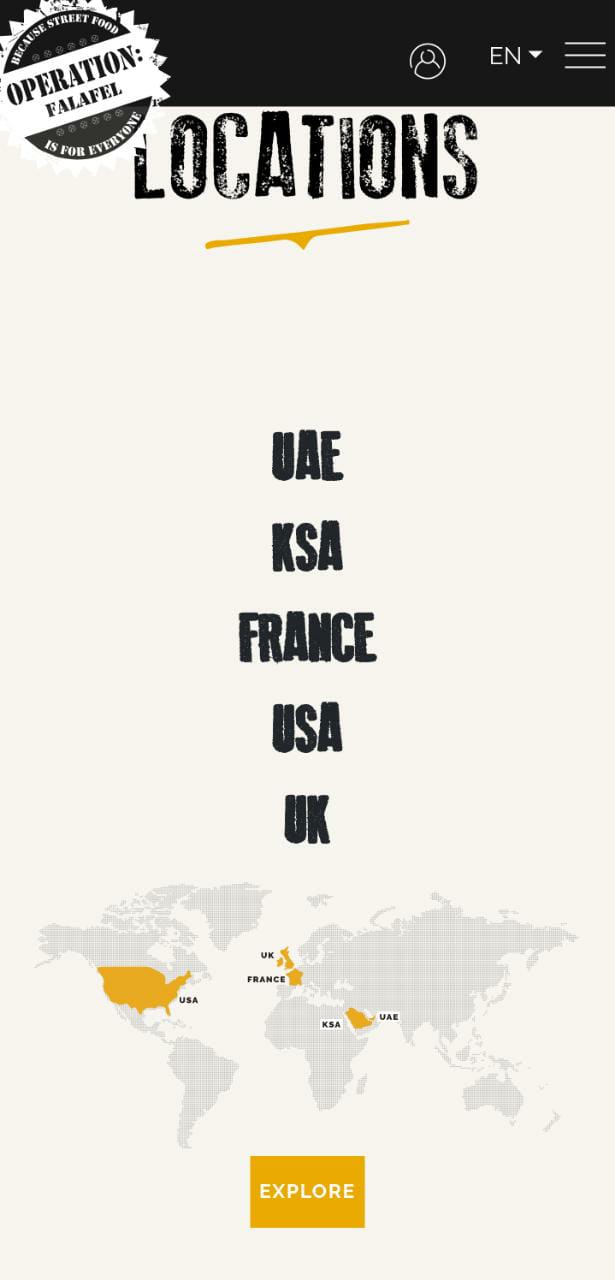 BECAUSE STREET FOOD
OPERATION:
FALAFEL
IS FOR EVERYONE
EN
LOCATIONS
UAE
KSA
FRANCE
USA
UK
UK
FRANCE
USA
UAE
KSA
EXPLORE